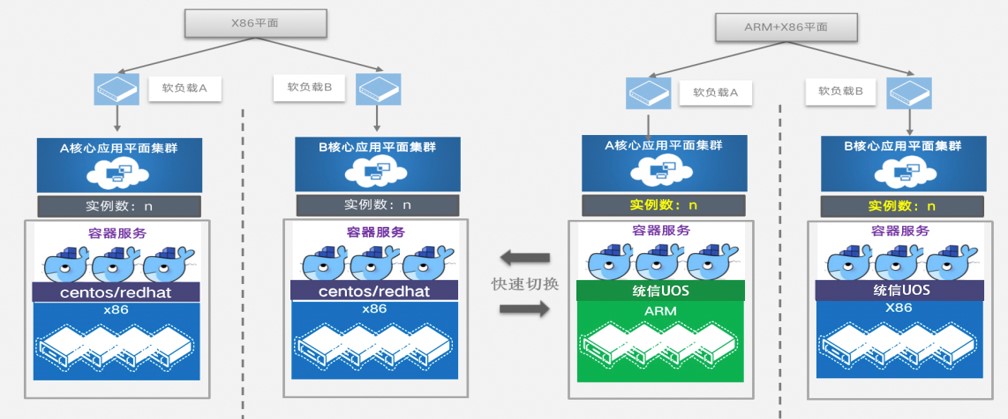 X86平面
软负载A
软负载B
A核心应用平面集群
B核心应用平面集群
实例数：n
实例数：n
容器服务
容器服务
centos/redhat
centos/redhat
x86
x86
快速切换
ARM+X86平面
软负载A
软负载B
A核心应用平面集群
B核心应用平面集群
实例数：n
实例数：n
容器服务
容器服务
统信UOS
统信UOS
ARM
X86